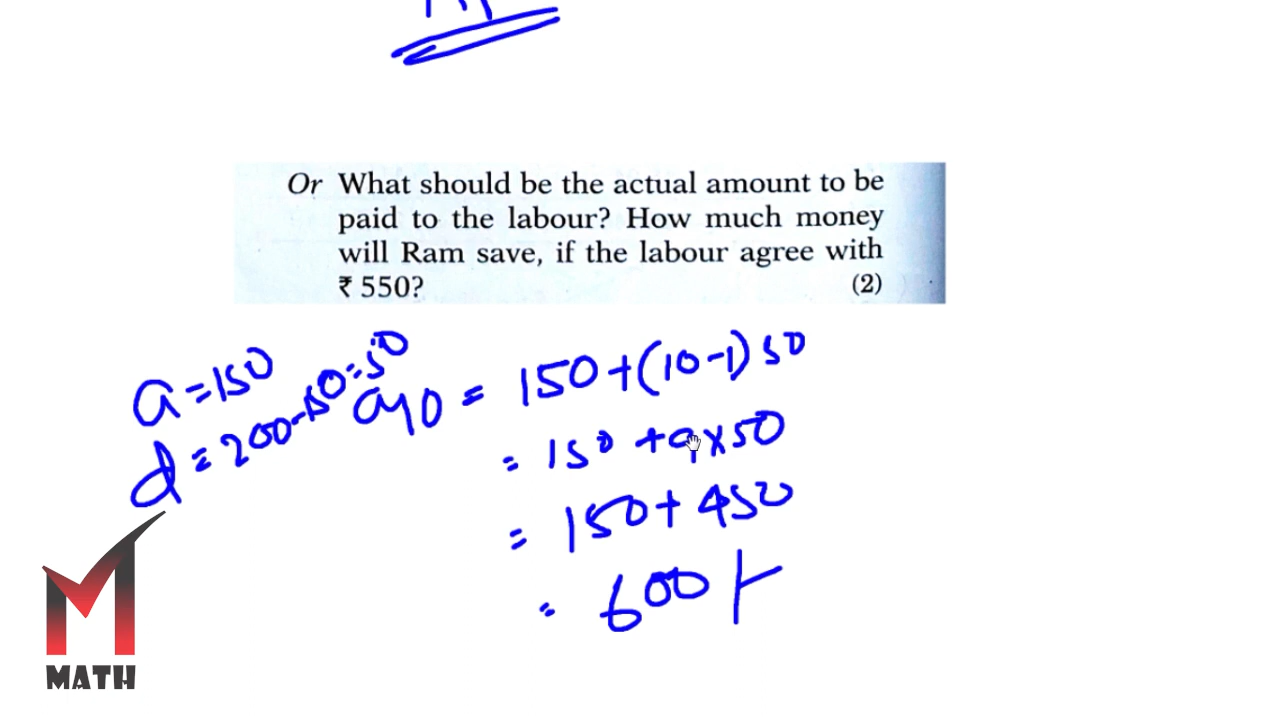 Or What should be the actual amount to be
paid to the labour? How much money
will Ram save, if the labour agree with
₹ 550? (2)
a = 150
d = 200-150 = 50
a10 = 150+(10-1)50
= 150 + 9x50
= 150 + 450
= 600/-
M
MATH